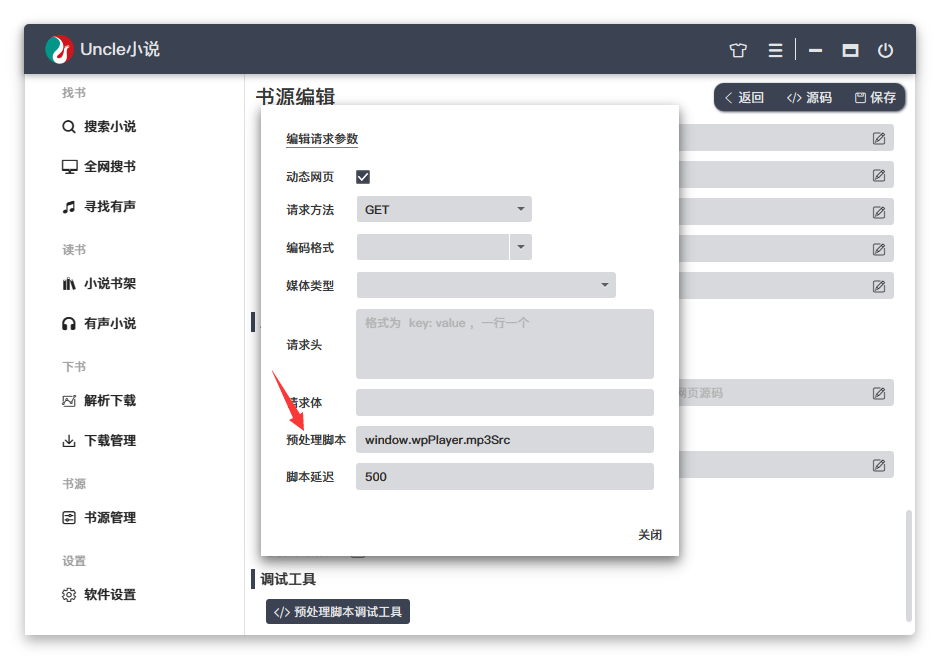 Uncle小说
找书
搜索小说
全网搜书
寻找有声
读书
小说书架
有声小说
下书
解析下载
下载管理
书源
书源管理
设置
软件设置
书源编辑
返回
</> 源码
保存
编辑请求参数
动态网页
请求方法 GET
编码格式
媒体类型
请求头 格式为 key: value ，一行一个
请求体
预处理脚本 window.wpPlayer.mp3Src
脚本延迟 500
关闭
网页源码
调试工具
</> 预处理脚本调试工具